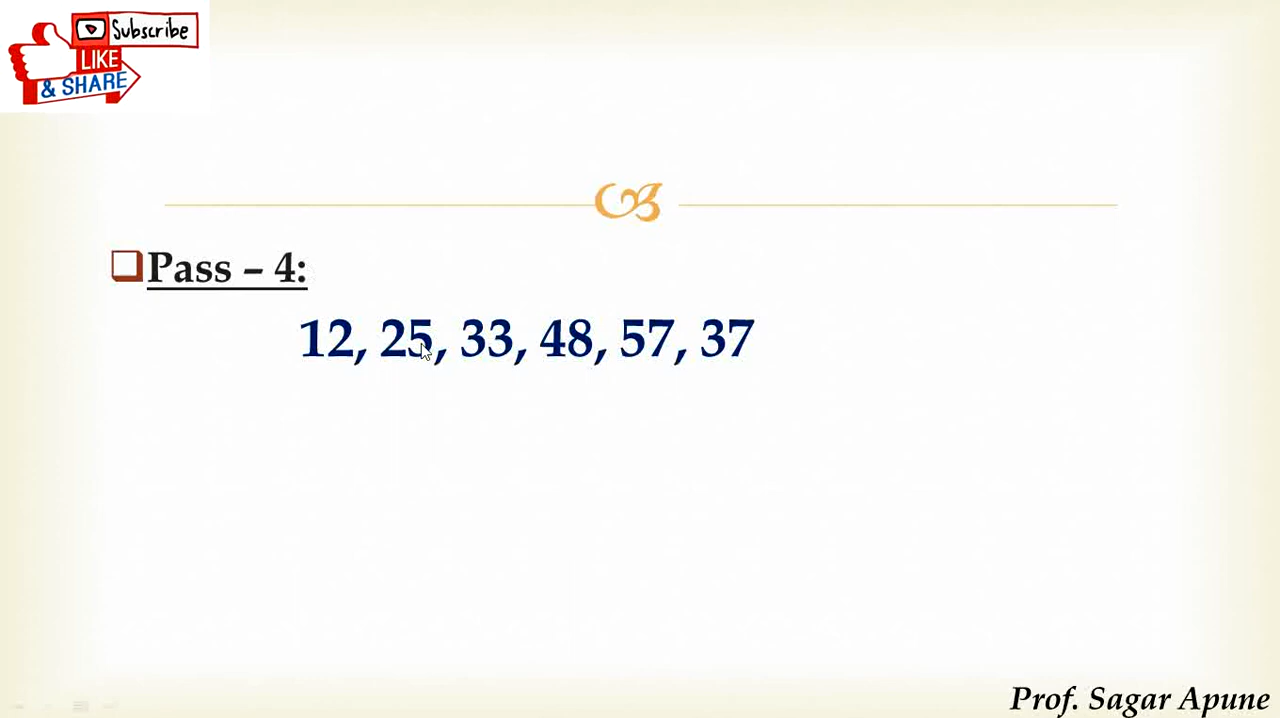 Subscribe
LIKE
& SHARE
Pass – 4:
12, 25, 33, 48, 57, 37
Prof. Sagar Apune